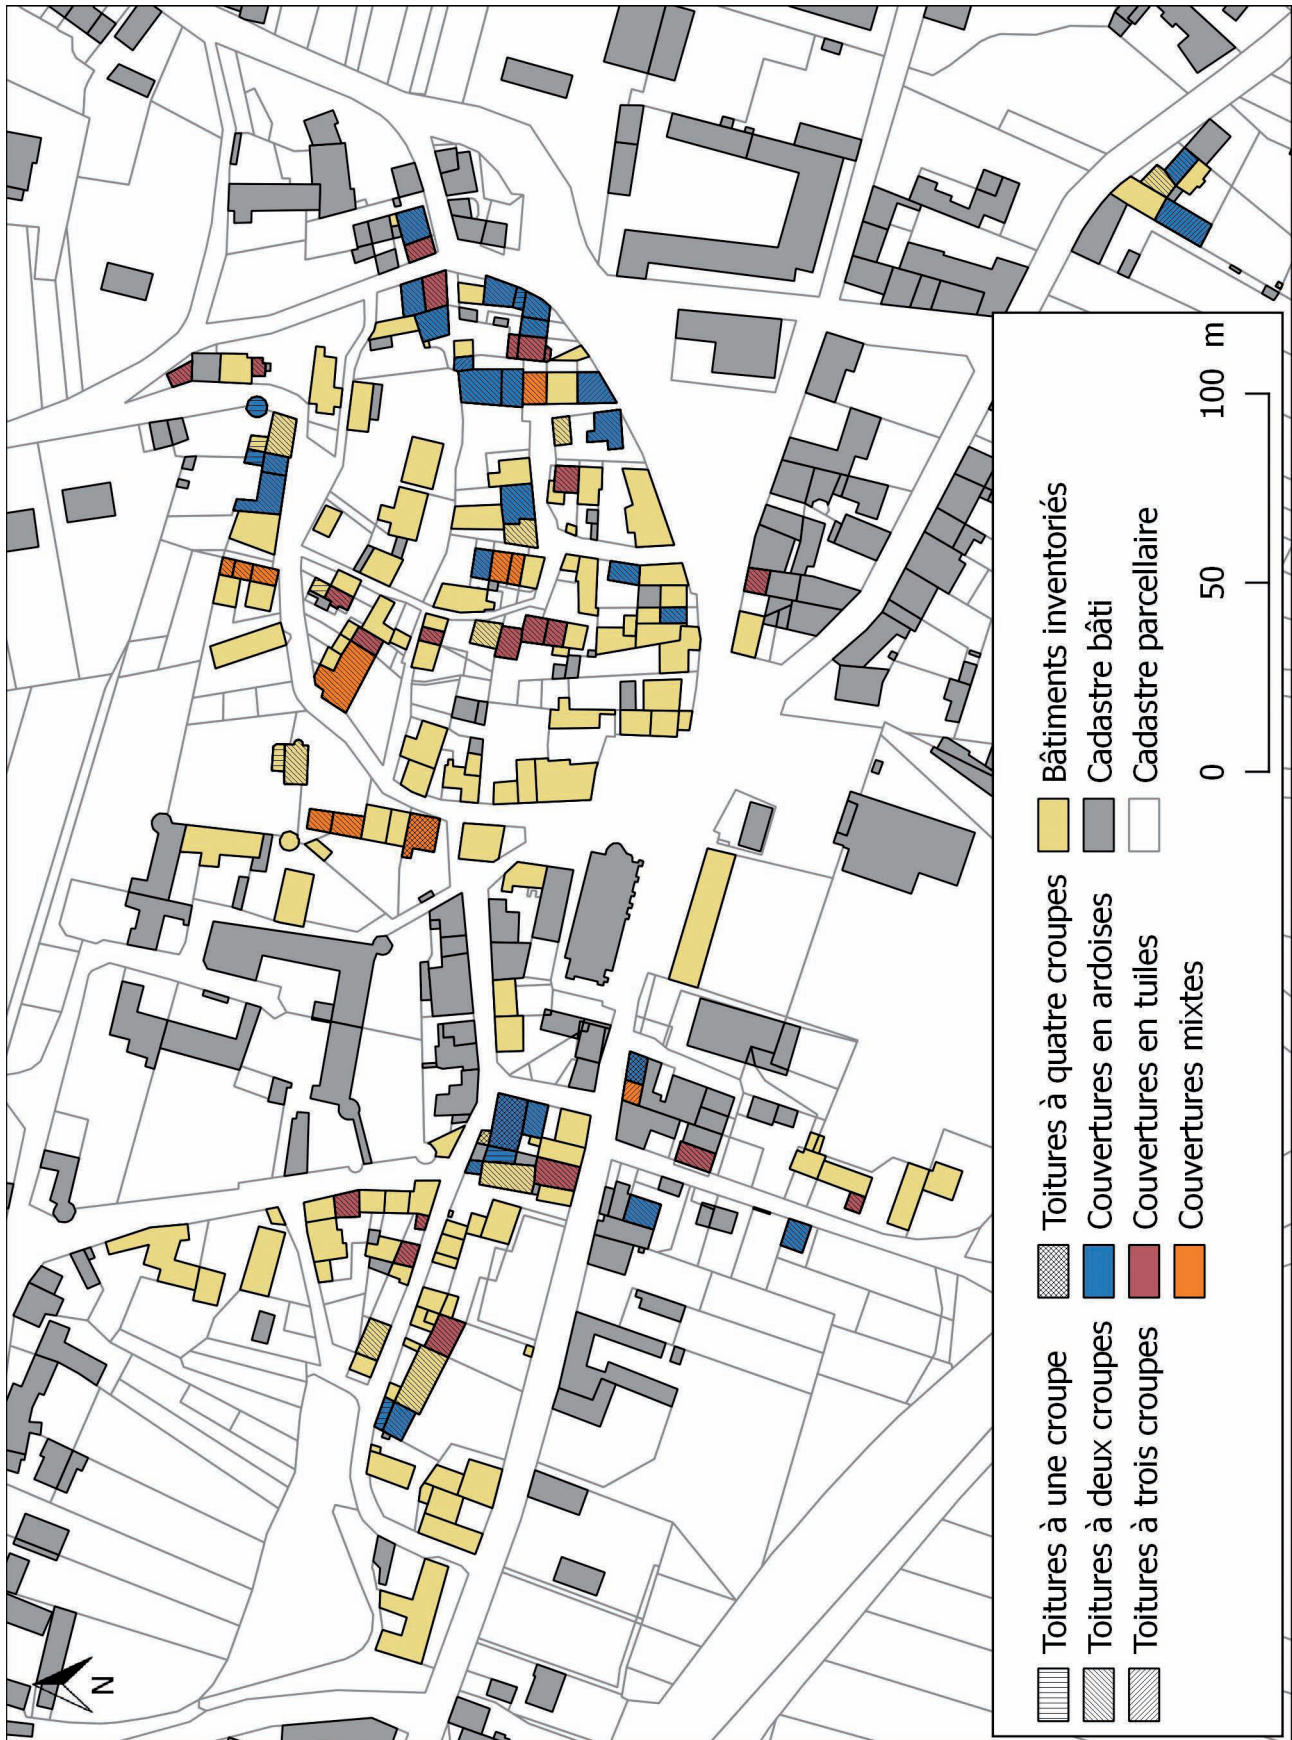 N
Toitures à une croupe
Toitures à deux croupes
Toitures à trois croupes
Toitures à quatre croupes
Couvertures en ardoises
Couvertures en tuiles
Couvertures mixtes
Bâtiments inventoriés
Cadastre bâti
Cadastre parcellaire
0 50 100 m